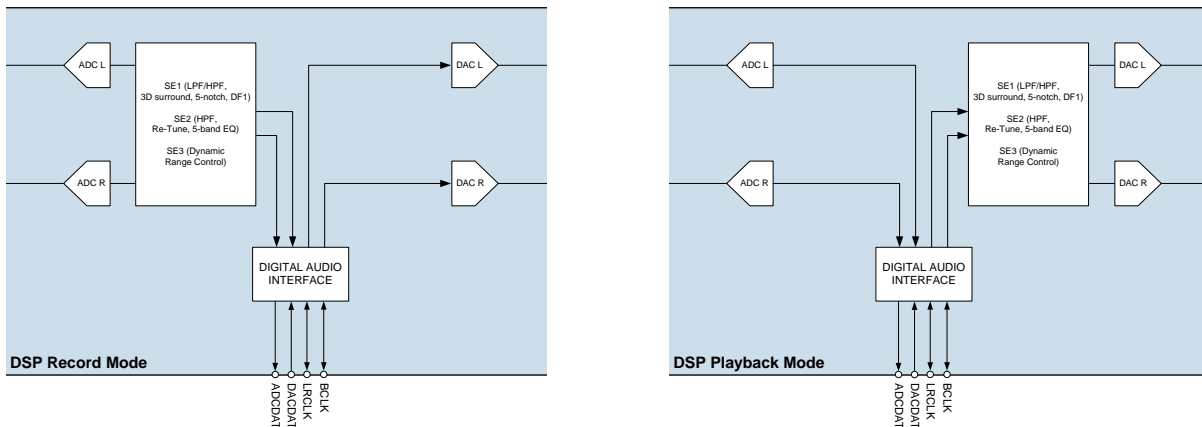 ADC L
ADC R
SE1 (LPF/HPF,
3D surround, 5-notch, DF1)
SE2 (HPF,
Re-Tune, 5-band EQ)
SE3 (Dynamic
Range Control)
DAC L
DAC R
DIGITAL AUDIO
INTERFACE
DSP Record Mode
ADCDAT
DACDAT
LRCLK
BCLK
ADC L
ADC R
SE1 (LPF/HPF,
3D surround, 5-notch, DF1)
SE2 (HPF,
Re-Tune, 5-band EQ)
SE3 (Dynamic
Range Control)
DAC L
DAC R
DIGITAL AUDIO
INTERFACE
DSP Playback Mode
ADCDAT
DACDAT
LRCLK
BCLK